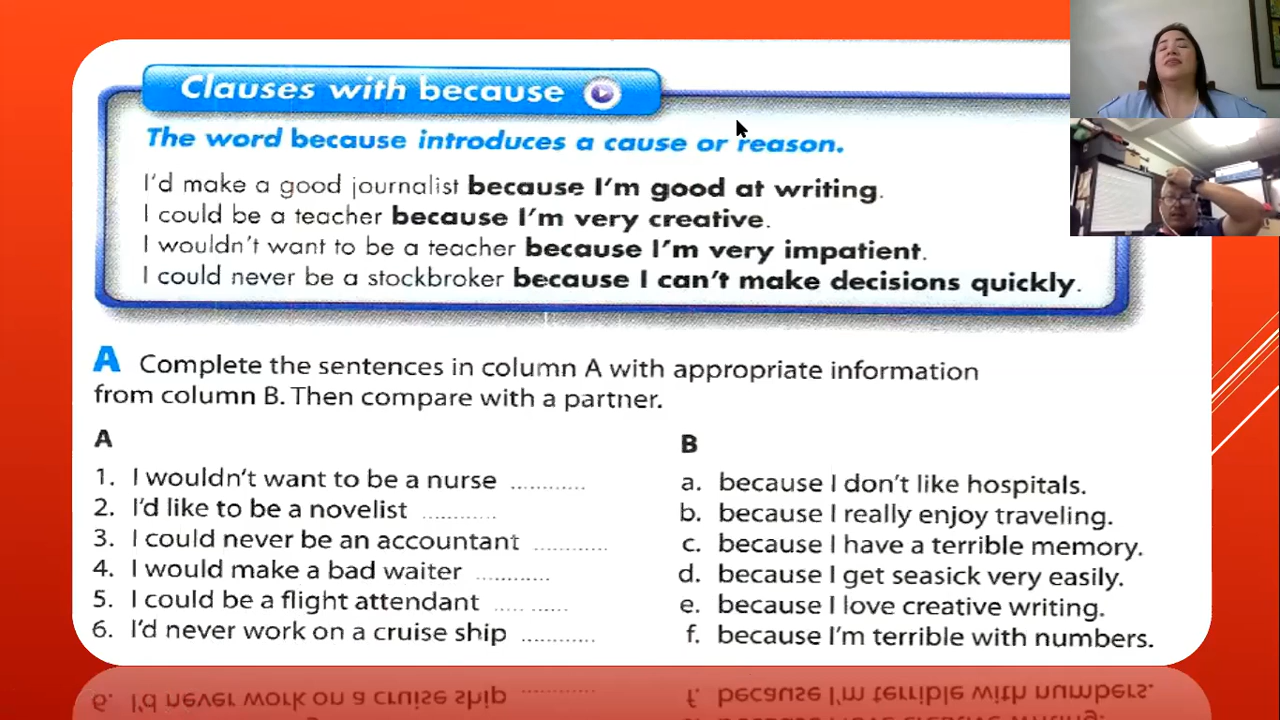 Clauses with because
The word because introduces a cause or reason.
I'd make a good journalist because I'm good at writing.
I could be a teacher because I'm very creative.
I wouldn't want to be a teacher because I'm very impatient.
I could never be a stockbroker because I can't make decisions quickly.
A Complete the sentences in column A with appropriate information
from column B. Then compare with a partner.
A
1. I wouldn't want to be a nurse ............
2. I'd like to be a novelist ............
3. I could never be an accountant ............
4. I would make a bad waiter ............
5. I could be a flight attendant ..... ......
6. I'd never work on a cruise ship ............
B
a. because I don't like hospitals.
b. because I really enjoy traveling.
c. because I have a terrible memory.
d. because I get seasick very easily.
e. because I love creative writing.
f. because I'm terrible with numbers.